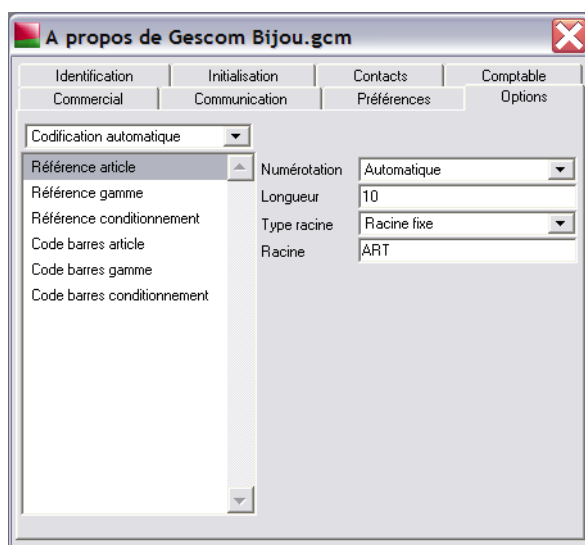 A propos de Gescom Bijou.gcm
Identification Initialisation Contacts Comptable
Commercial Communication Préférences Options
Codification automatique
Référence article Numérotation Automatique
Référence gamme Longueur 10
Référence conditionnement Type racine Racine fixe
Code barres article Racine ART
Code barres gamme
Code barres conditionnement